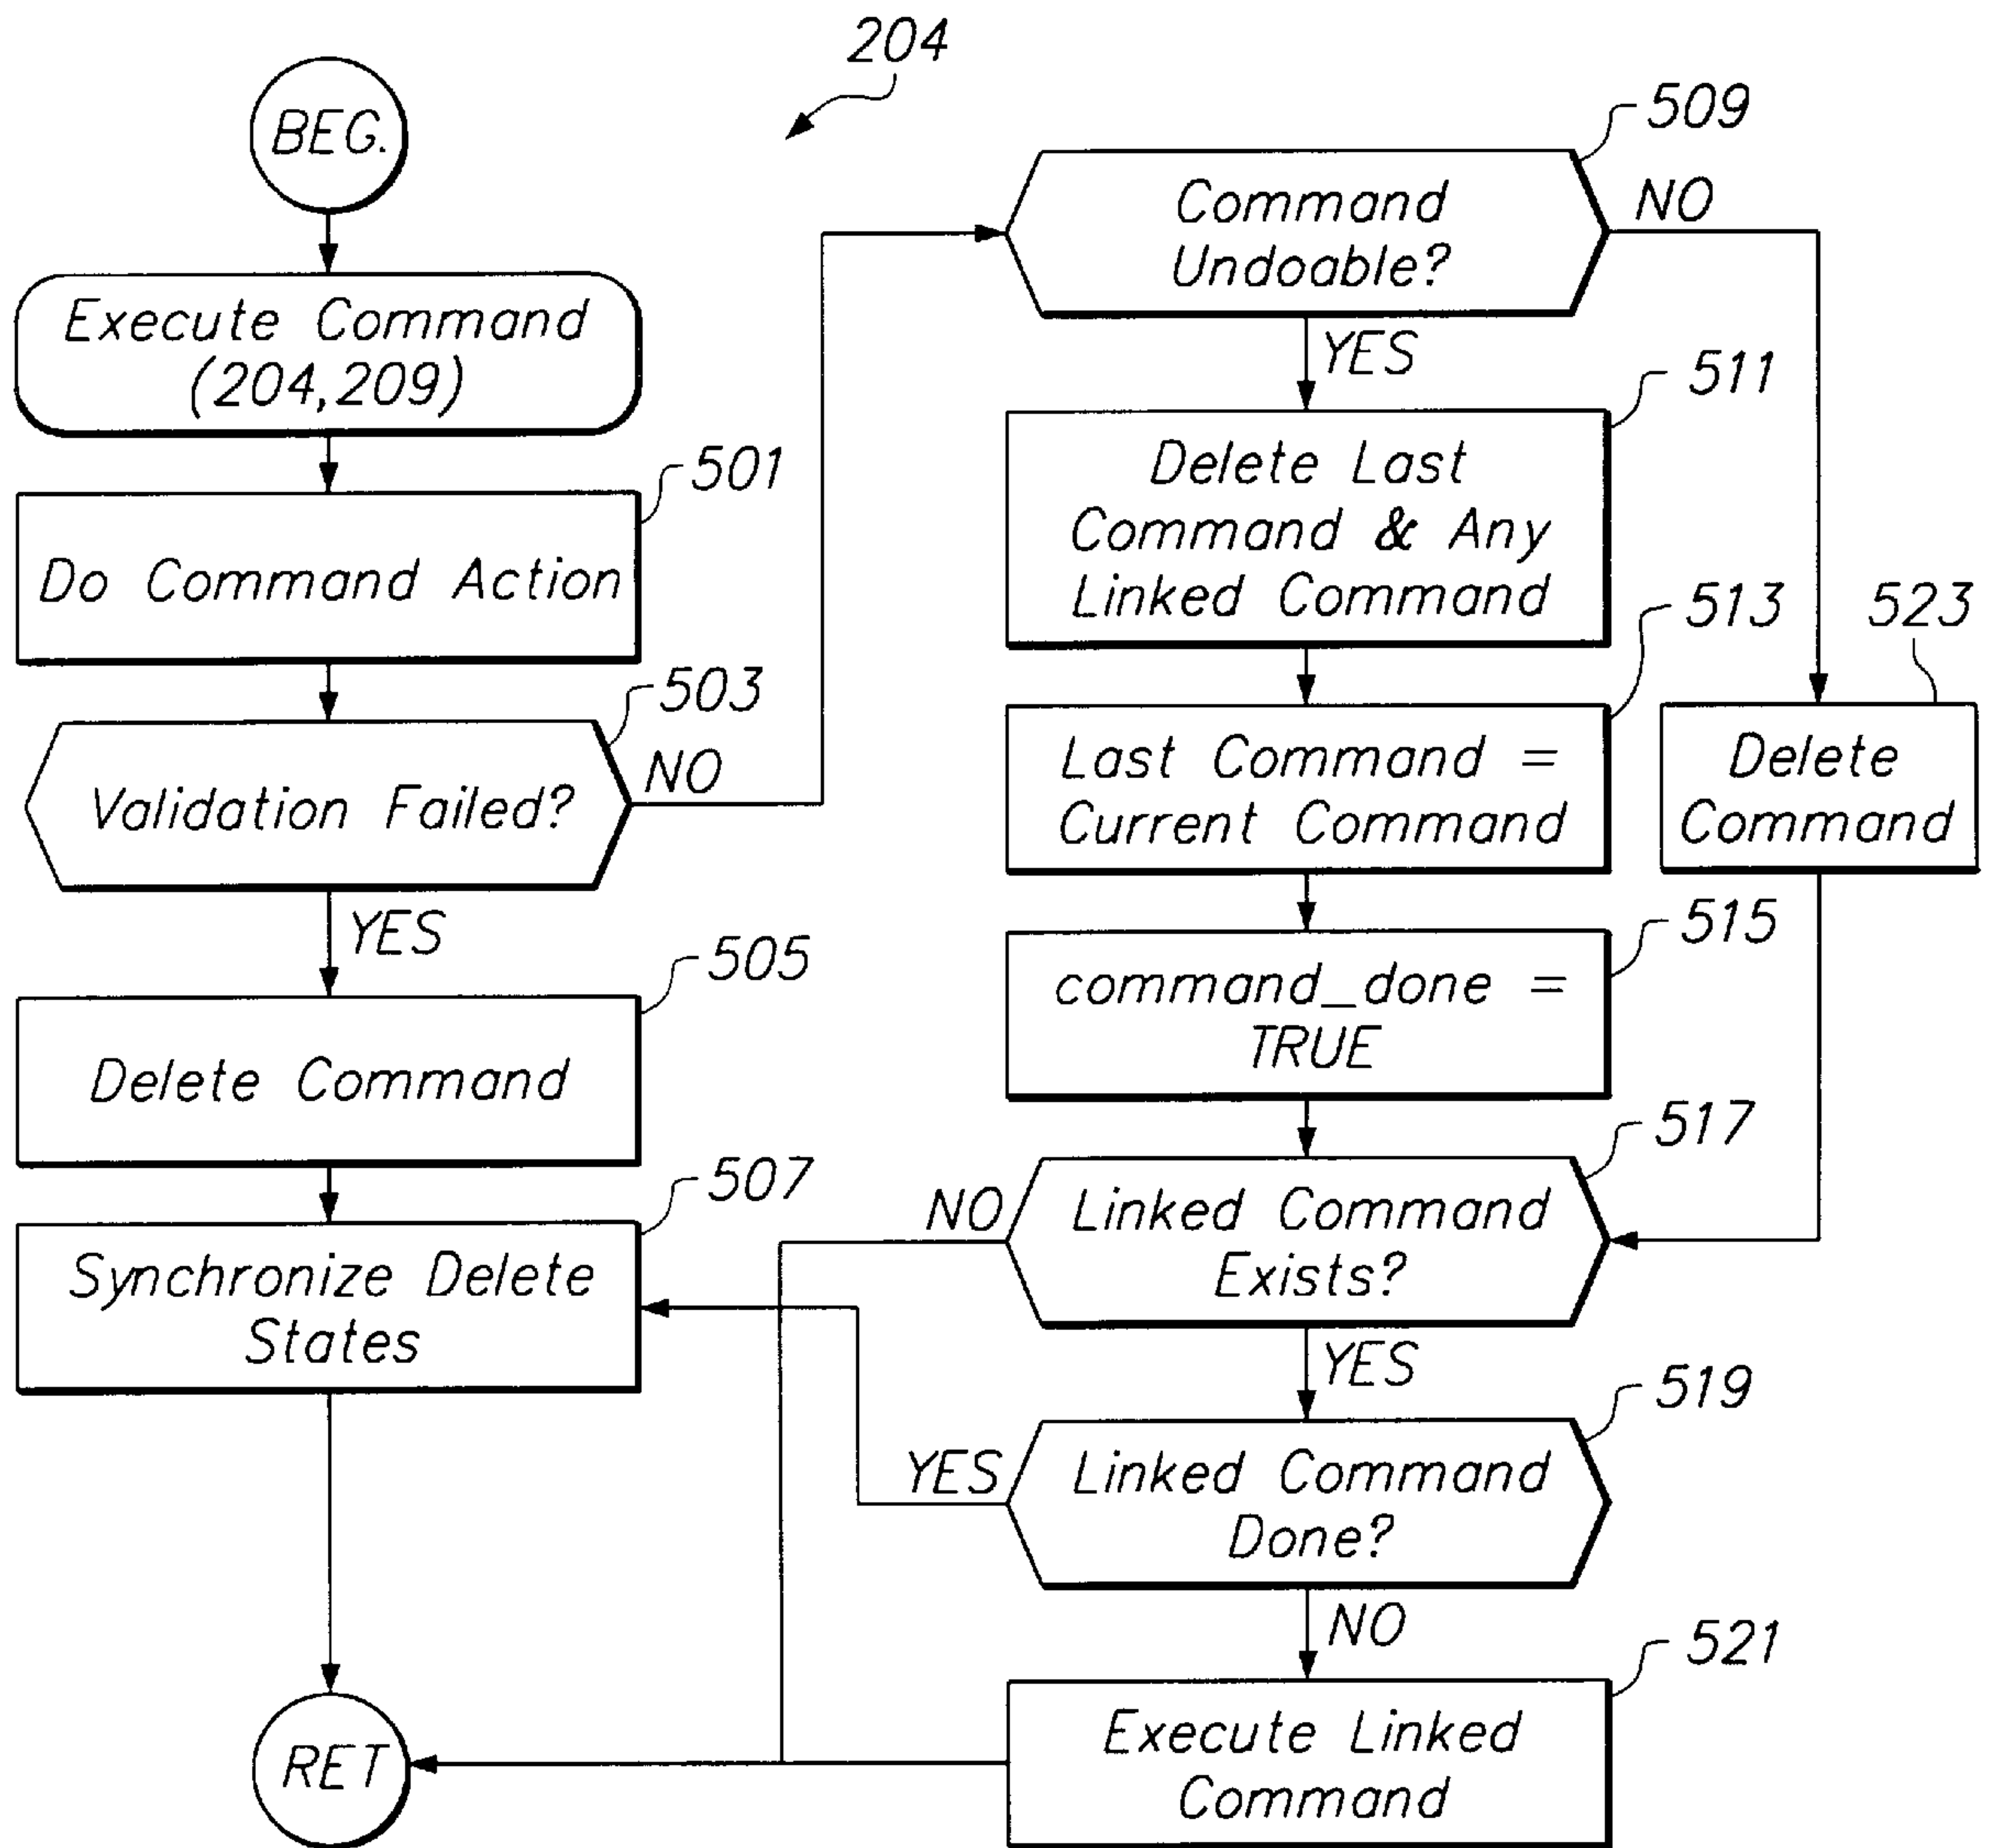 204
BEG.
Execute Command
(204,209)
501
Do Command Action
503
Validation Failed?
NO
YES
505
Delete Command
507
Synchronize Delete
States
RET
509
Command
Undoable?
NO
YES
511
Delete Last
Command & Any
Linked Command
513
Last Command =
Current Command
523
Delete
Command
515
command_done =
TRUE
517
Linked Command
Exists?
NO
YES
519
Linked Command
Done?
YES
NO
521
Execute Linked
Command